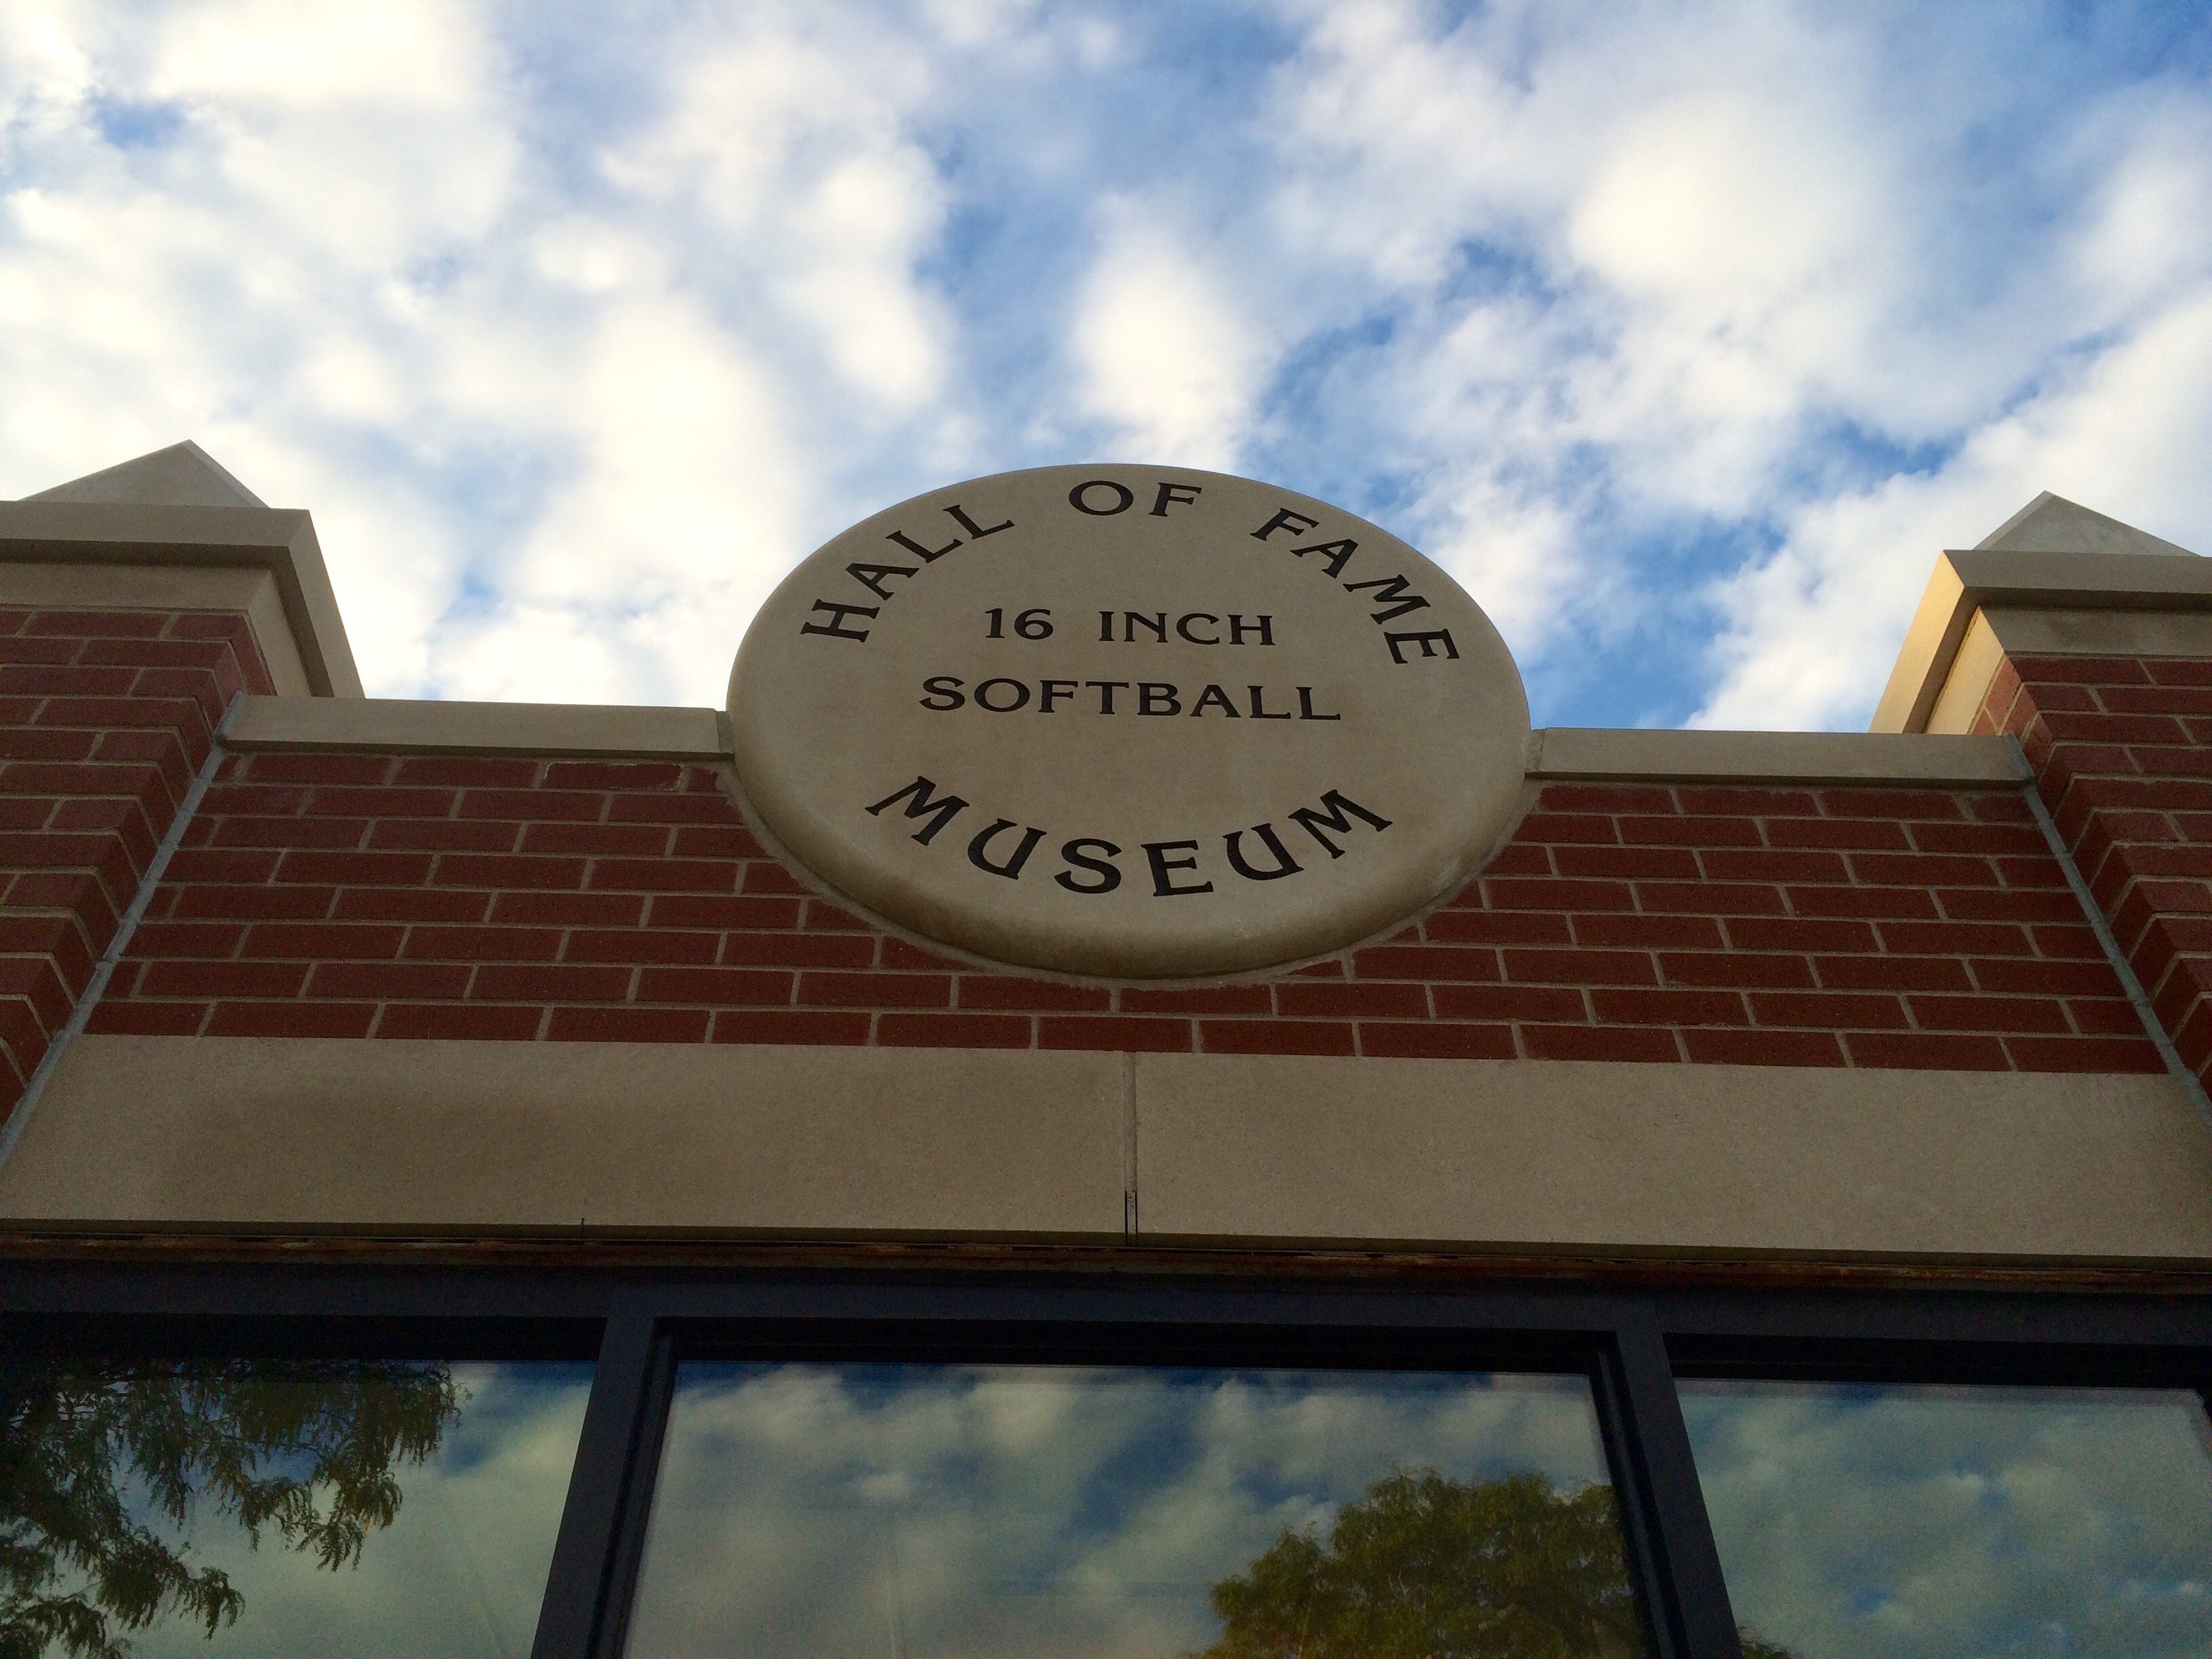 HALL OF FAME
16 INCH
SOFTBALL
MUSEUM